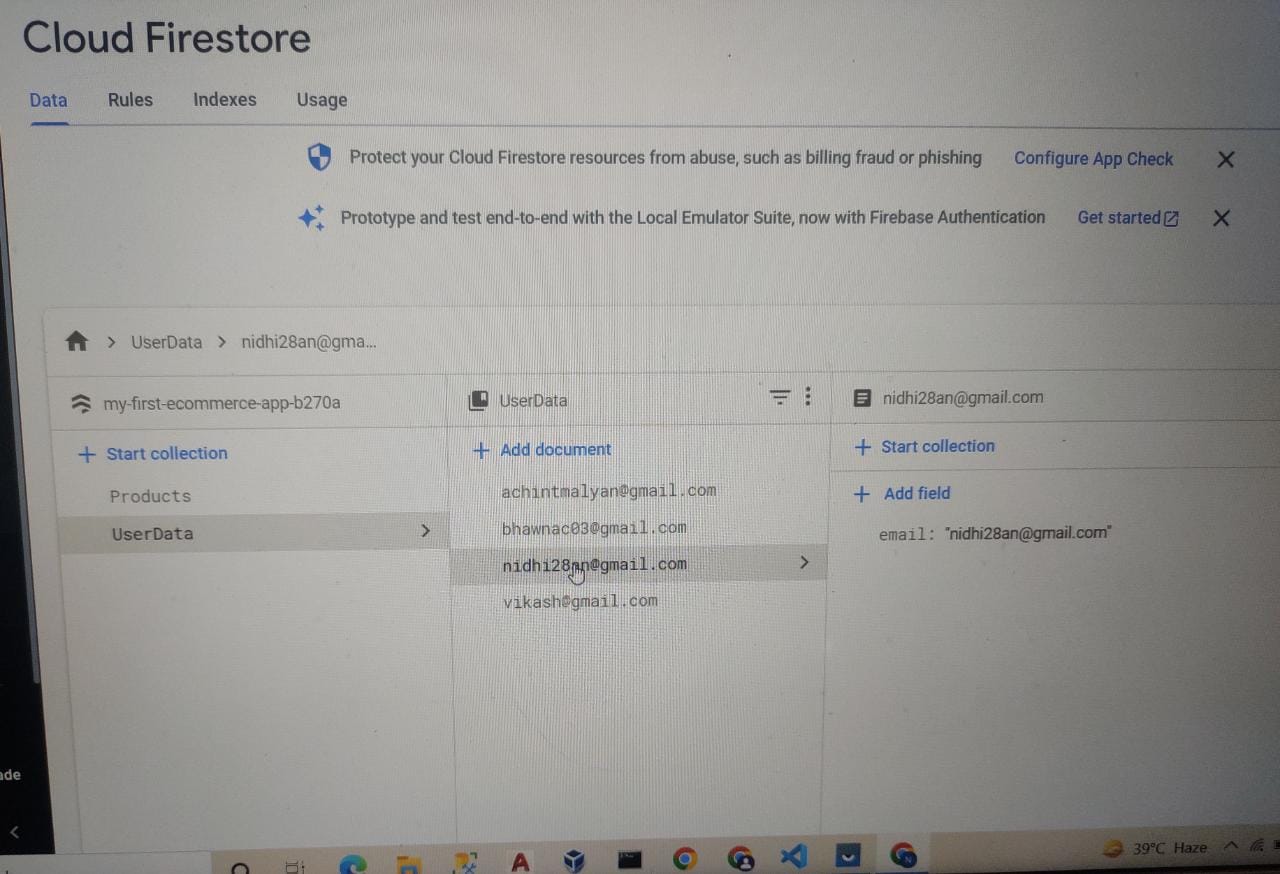 Cloud Firestore
Data Rules Indexes Usage
Protect your Cloud Firestore resources from abuse, such as billing fraud or phishing Configure App Check
Prototype and test end-to-end with the Local Emulator Suite, now with Firebase Authentication Get started
UserData nidhi28an@gma...
my-first-ecommerce-app-b270a
Start collection
Products
UserData
UserData
Add document
achintmalyan@gmail.com
bhawnac03@gmail.com
nidhi28an@gmail.com
vikash@gmail.com
nidhi28an@gmail.com
Start collection
Add field
email: "nidhi28an@gmail.com"
ade
39°C Haze